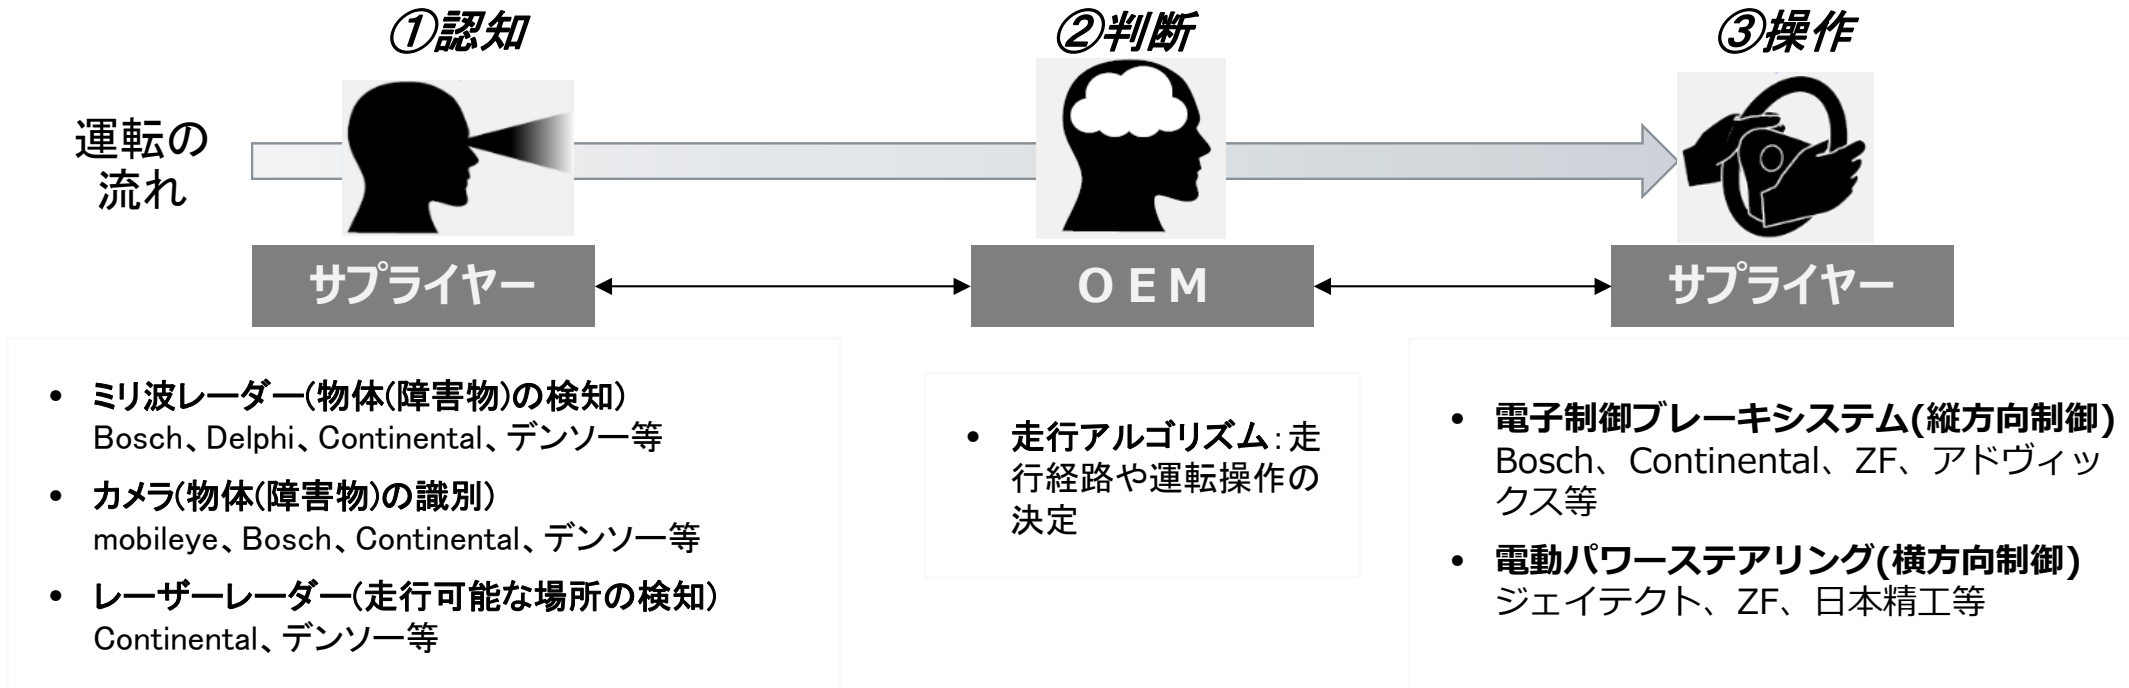 ①認知
②判断
③操作
運転の
流れ
サプライヤー
ＯＥＭ
サプライヤー
• ミリ波レーダー(物体(障害物)の検知)
Bosch、Delphi、Continental、デンソー等
• カメラ(物体(障害物)の識別)
mobileye、Bosch、Continental、デンソー等
• レーザーレーダー(走行可能な場所の検知)
Continental、デンソー等
• 走行アルゴリズム：走
行経路や運転操作の
決定
• 電子制御ブレーキシステム(縦方向制御)
Bosch、Continental、ZF、アドヴィッ
クス等
• 電動パワーステアリング(横方向制御)
ジェイテクト、ZF、日本精工等